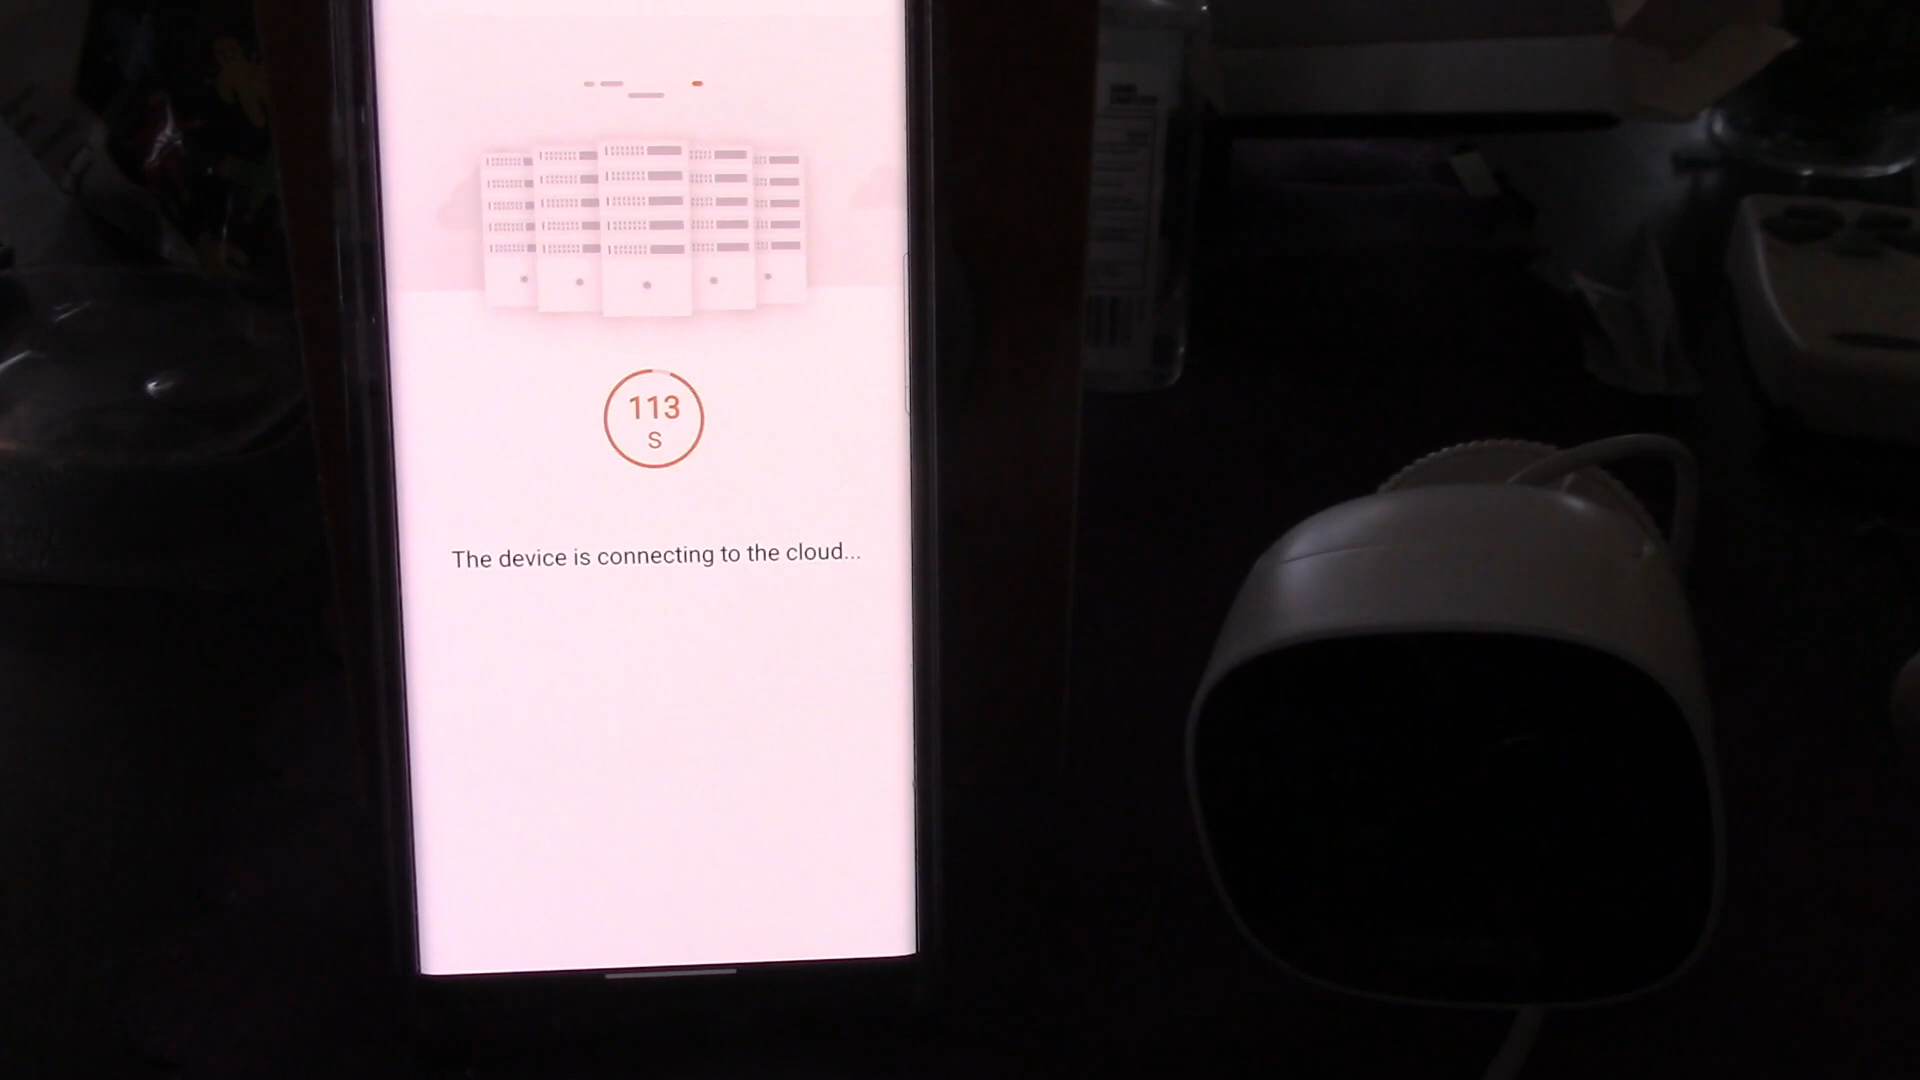 113
S
The device is connecting to the cloud...